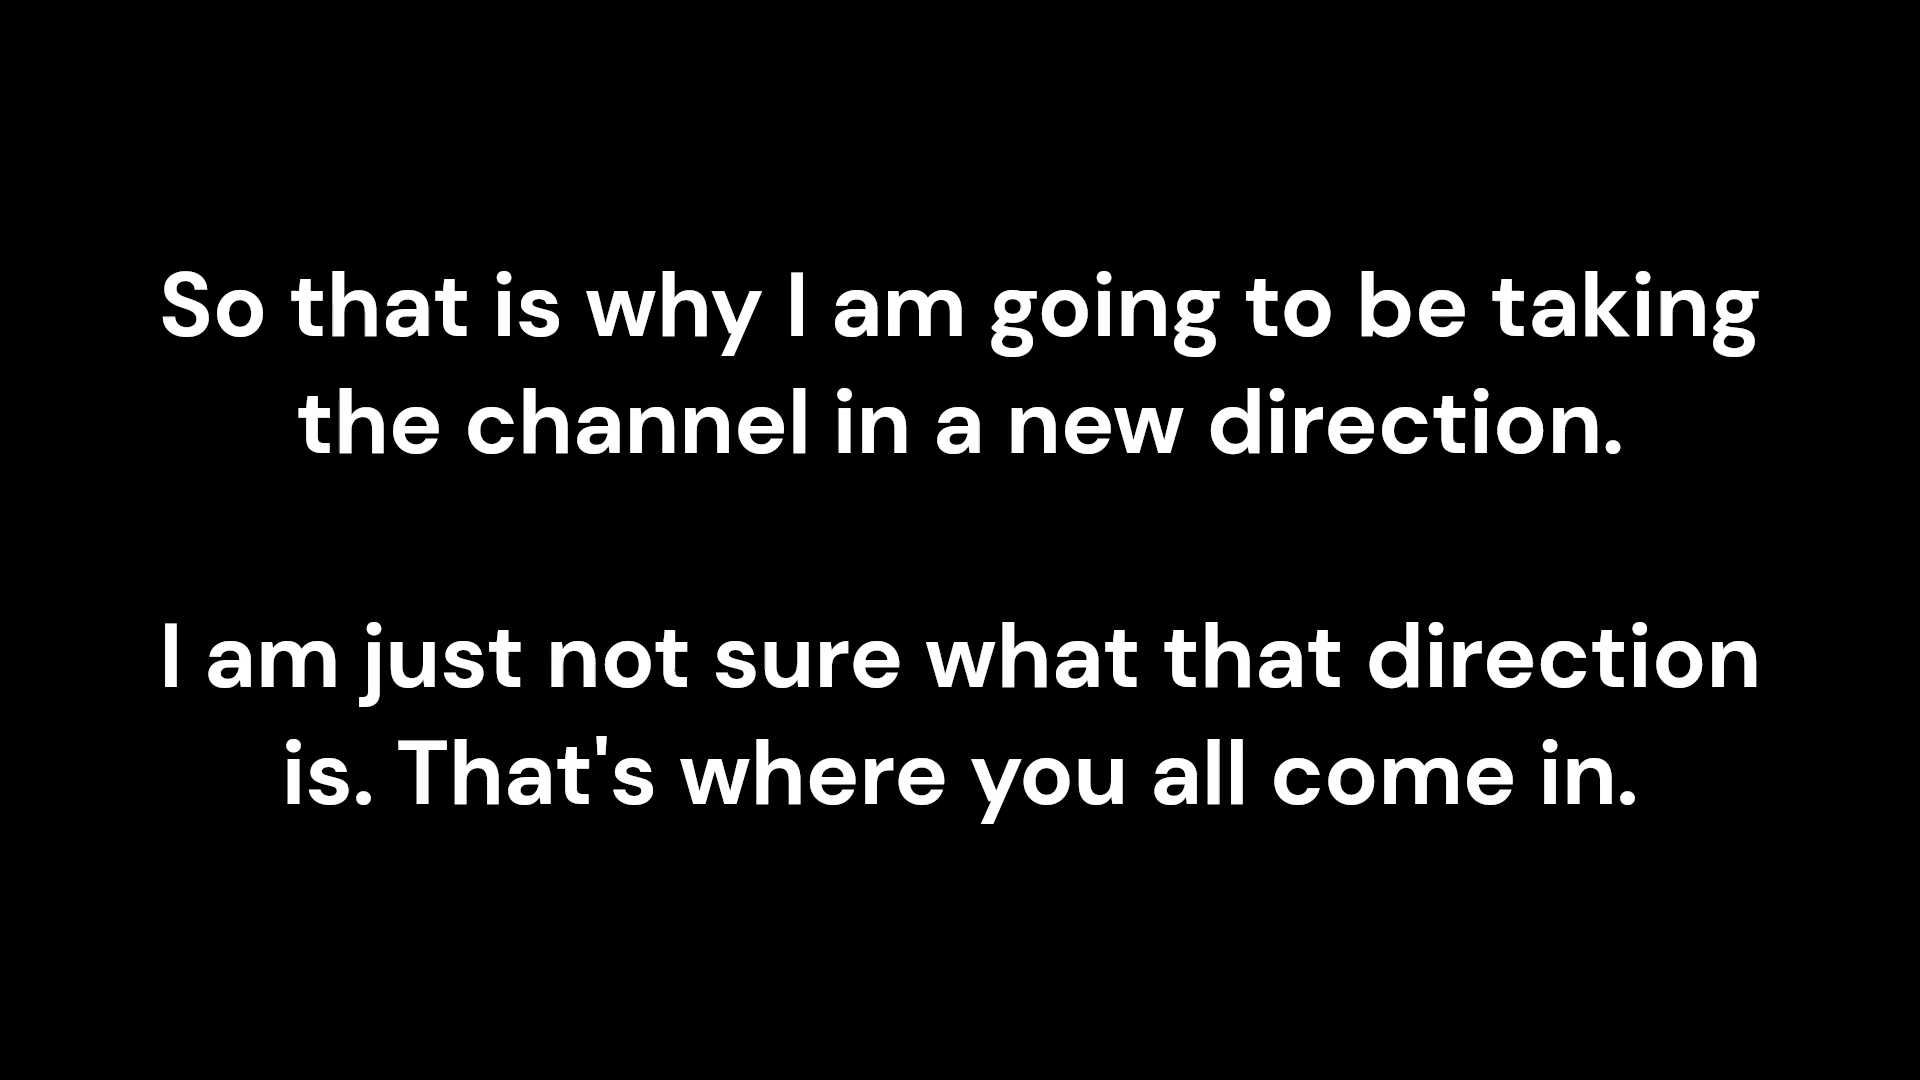 So that is why I am going to be taking
the channel in a new direction.
I am just not sure what that direction
is. That's where you all come in.